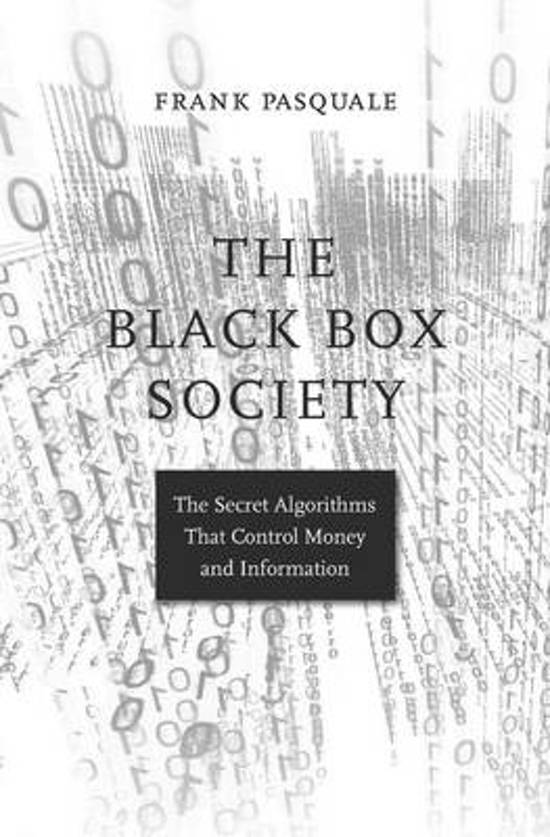 FRANK PASQUALE
THE
BLACK BOX
SOCIETY
The Secret Algorithms
That Control Money
and Information